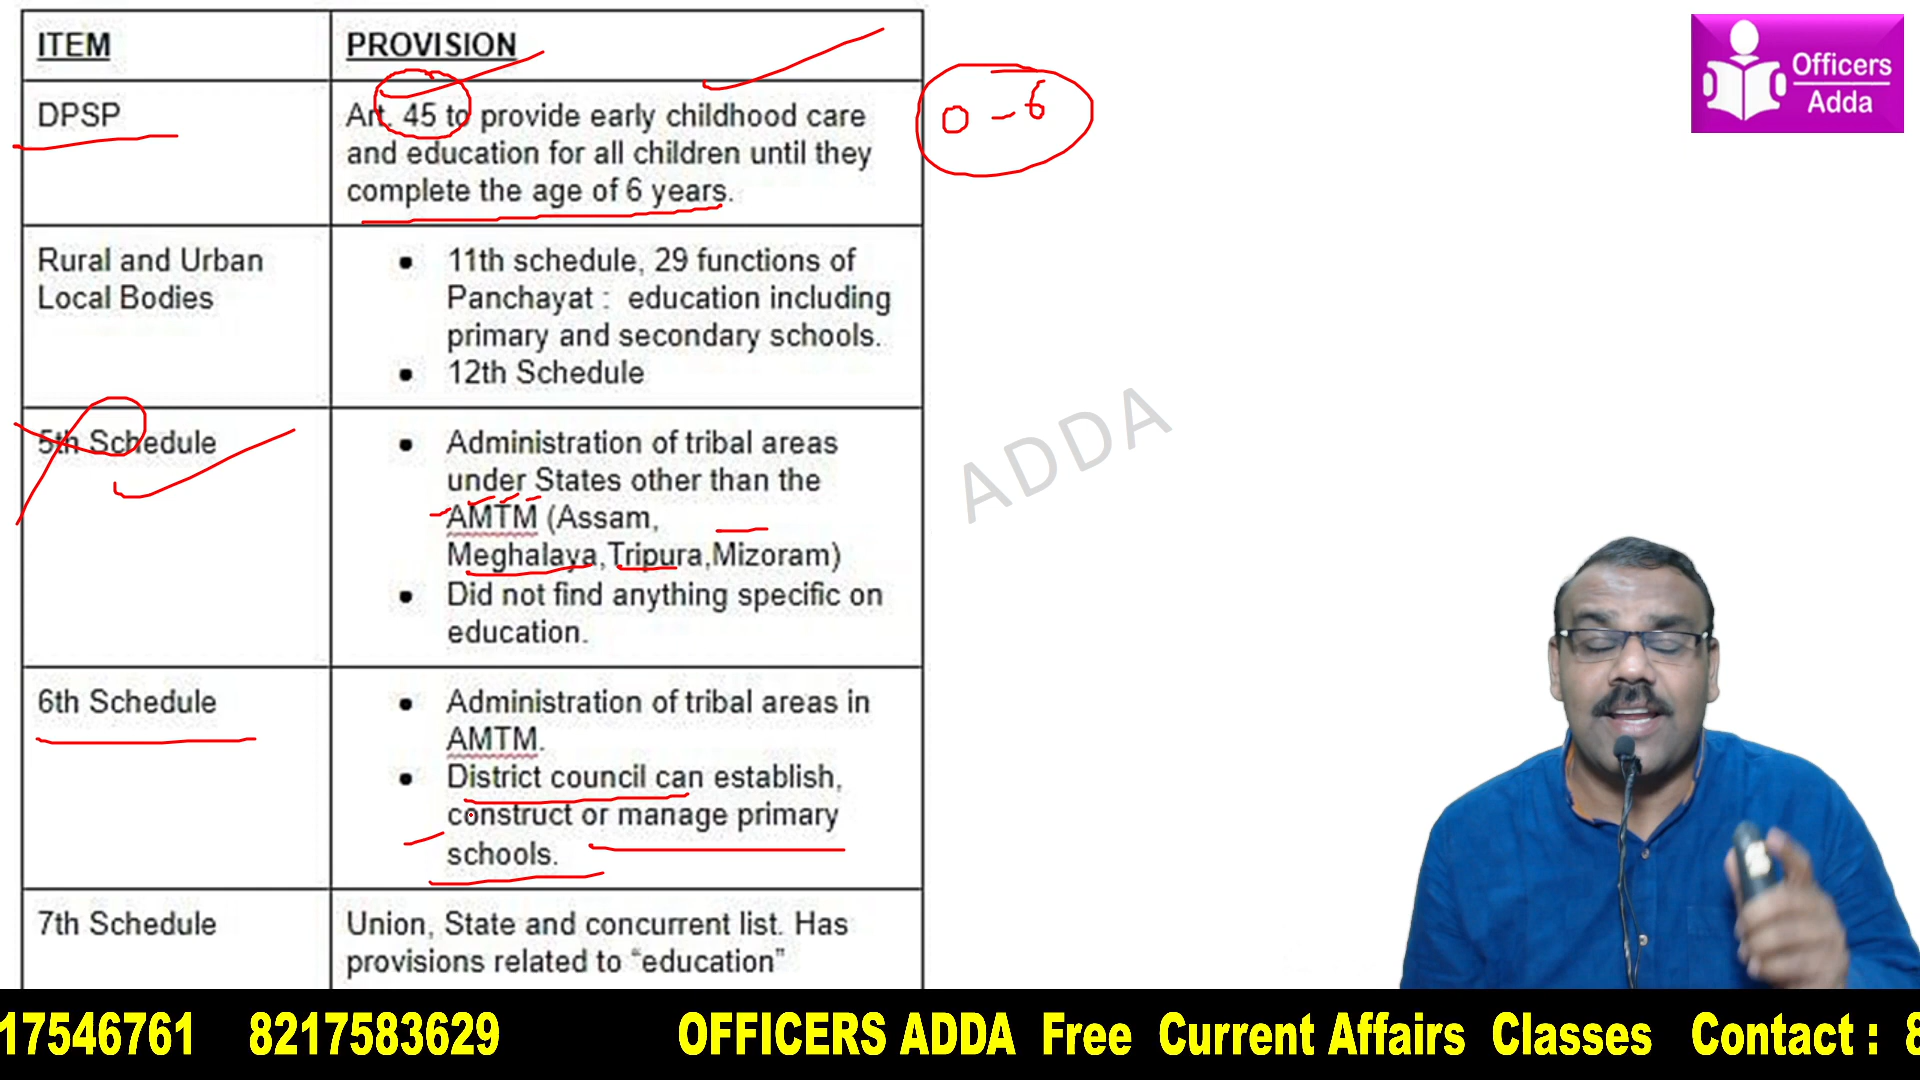 ITEM
PROVISION
DPSP
Art. 45 to provide early childhood care
and education for all children until they
complete the age of 6 years.
0 - 6
Rural and Urban
Local Bodies
• 11th schedule, 29 functions of
Panchayat : education including
primary and secondary schools.
• 12th Schedule
5th Schedule
• Administration of tribal areas
under States other than the
AMTM (Assam,
Meghalaya,Tripura,Mizoram)
• Did not find anything specific on
education.
6th Schedule
• Administration of tribal areas in
AMTM.
• District council can establish,
construct or manage primary
schools.
7th Schedule
Union, State and concurrent list. Has
provisions related to “education”
Officers
Adda
ADDA
17546761 8217583629 OFFICERS ADDA Free Current Affairs Classes Contact : 8